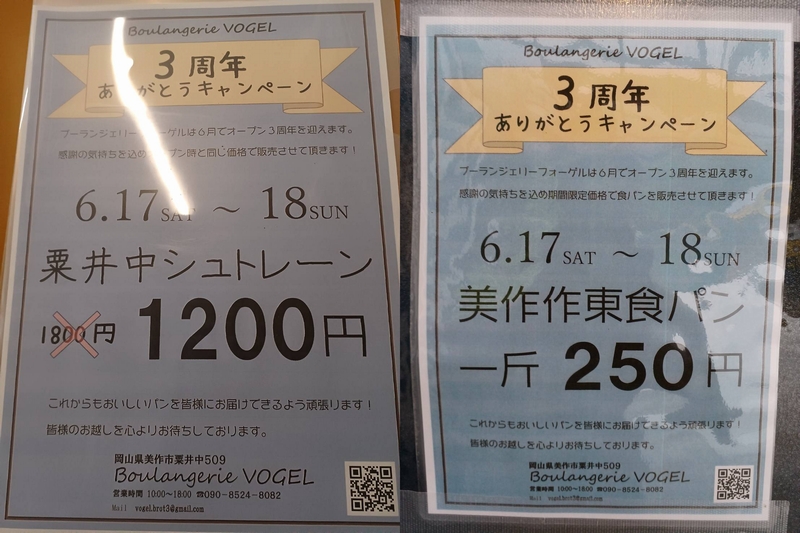 Boulangerie VOGEL
3周年
ありがとうキャンペーン
ブーランジェリーフォーゲルは6月でオープン3周年を迎えます。
感謝の気持ちを込め プン時と同じ価格で販売させて頂きます！
6.17SAT ～ 18SUN
粟井中シュトレーン
1800円 1200円
これからもおいしいパンを皆様にお届けできるよう頑張ります！
皆様のお越しを心よりお待ちしております。
岡山県美作市粟井中509
Boulangerie VOGEL
営業時間 10:00～18:00 ☎090-8524-8082
Mail vogel.brot3@gmail.com
Boulangerie VOGEL
3周年
ありがとうキャンペーン
ブーランジェリーフォーゲルは6月でオープン3周年を迎えます。
感謝の気持ちを込め期間限定価格で食パンを販売させて頂きます！
6.17SAT ～ 18SUN
美作作東食パン
一斤 250円
これからもおいしいパンを皆様にお届けできるよう頑張ります！
皆様のお越しを心よりお待ちしております。
岡山県美作市粟井中509
Boulangerie VOGEL
営業時間 10:00～18:00 ☎090-8524-8082
Mail vogel.brot3@gmail.com